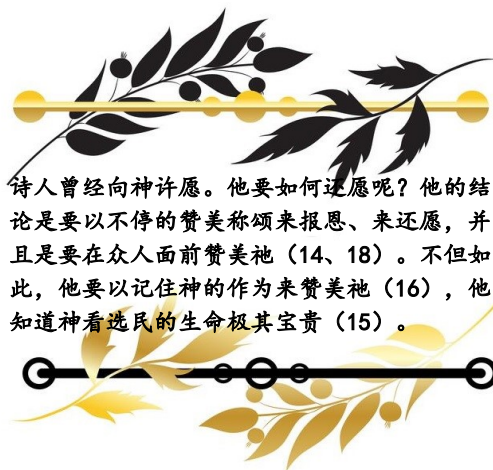 诗人曾经向神许愿。他要如何还愿呢？他的结
论是要以不停的赞美称颂来报恩、来还愿，并
且是要在众人面前赞美祂（14、18）。不但如
此，他要以记住神的作为来赞美祂（16），他
知道神看选民的生命极其宝贵（15）。